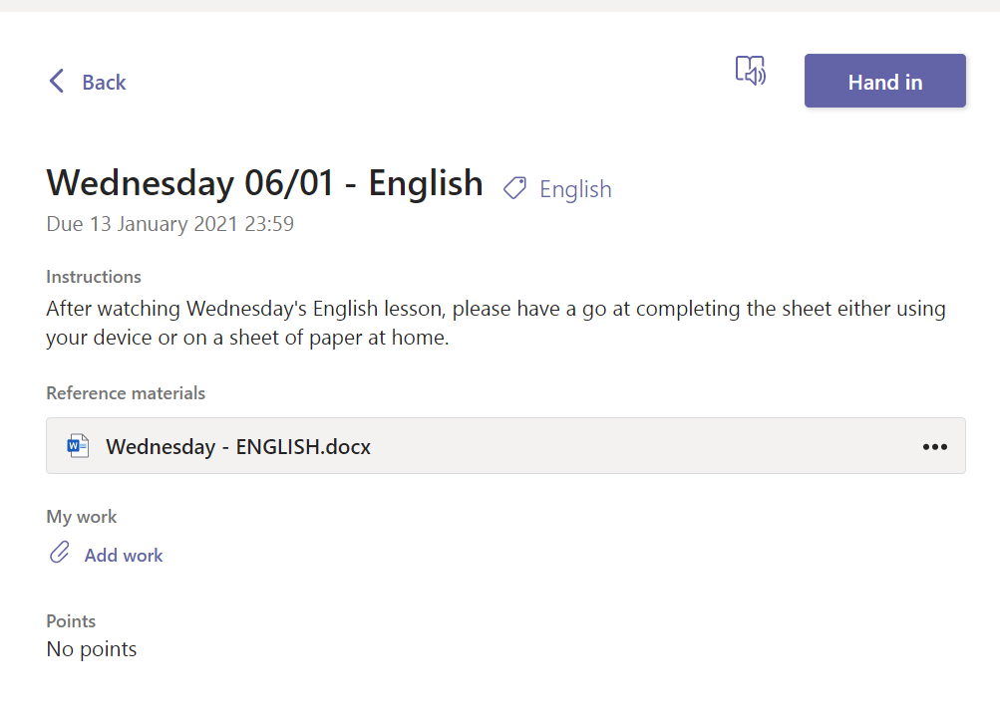 Back
Hand in
Wednesday 06/01 - English
English
Due 13 January 2021 23:59
Instructions
After watching Wednesday's English lesson, please have a go at completing the sheet either using
your device or on a sheet of paper at home.
Reference materials
Wednesday - ENGLISH.docx
My work
Add work
Points
No points